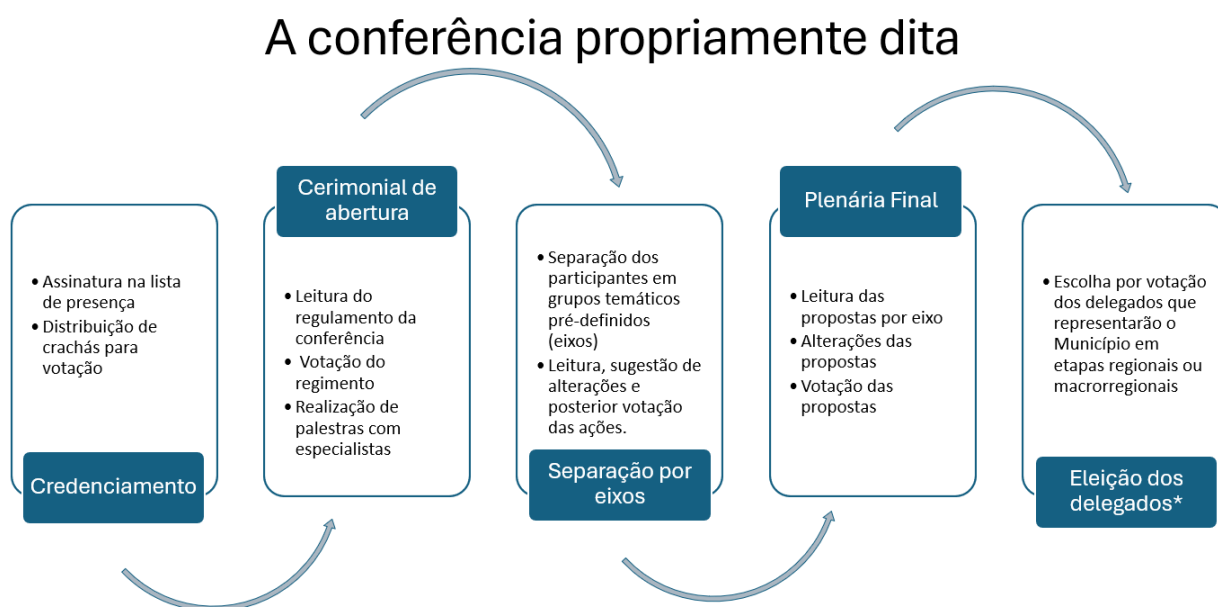 A conferência propriamente dita
• Assinatura na lista
de presença
• Distribuição de
crachás para
votação
Credenciamento
Cerimonial de
abertura
• Leitura do
regulamento da
conferência
• Votação do
regimento
• Realização de
palestras com
especialistas
• Separação dos
participantes em
grupos temáticos
pré-definidos
(eixos)
• Leitura, sugestão de
alterações e
posterior votação
das ações.
Separação por
eixos
Plenária Final
• Leitura das
propostas por eixo
• Alterações das
propostas
• Votação das
propostas
• Escolha por votação
dos delegados que
representarão o
Município em
etapas regionais ou
macrorregionais
Eleição dos
delegados*